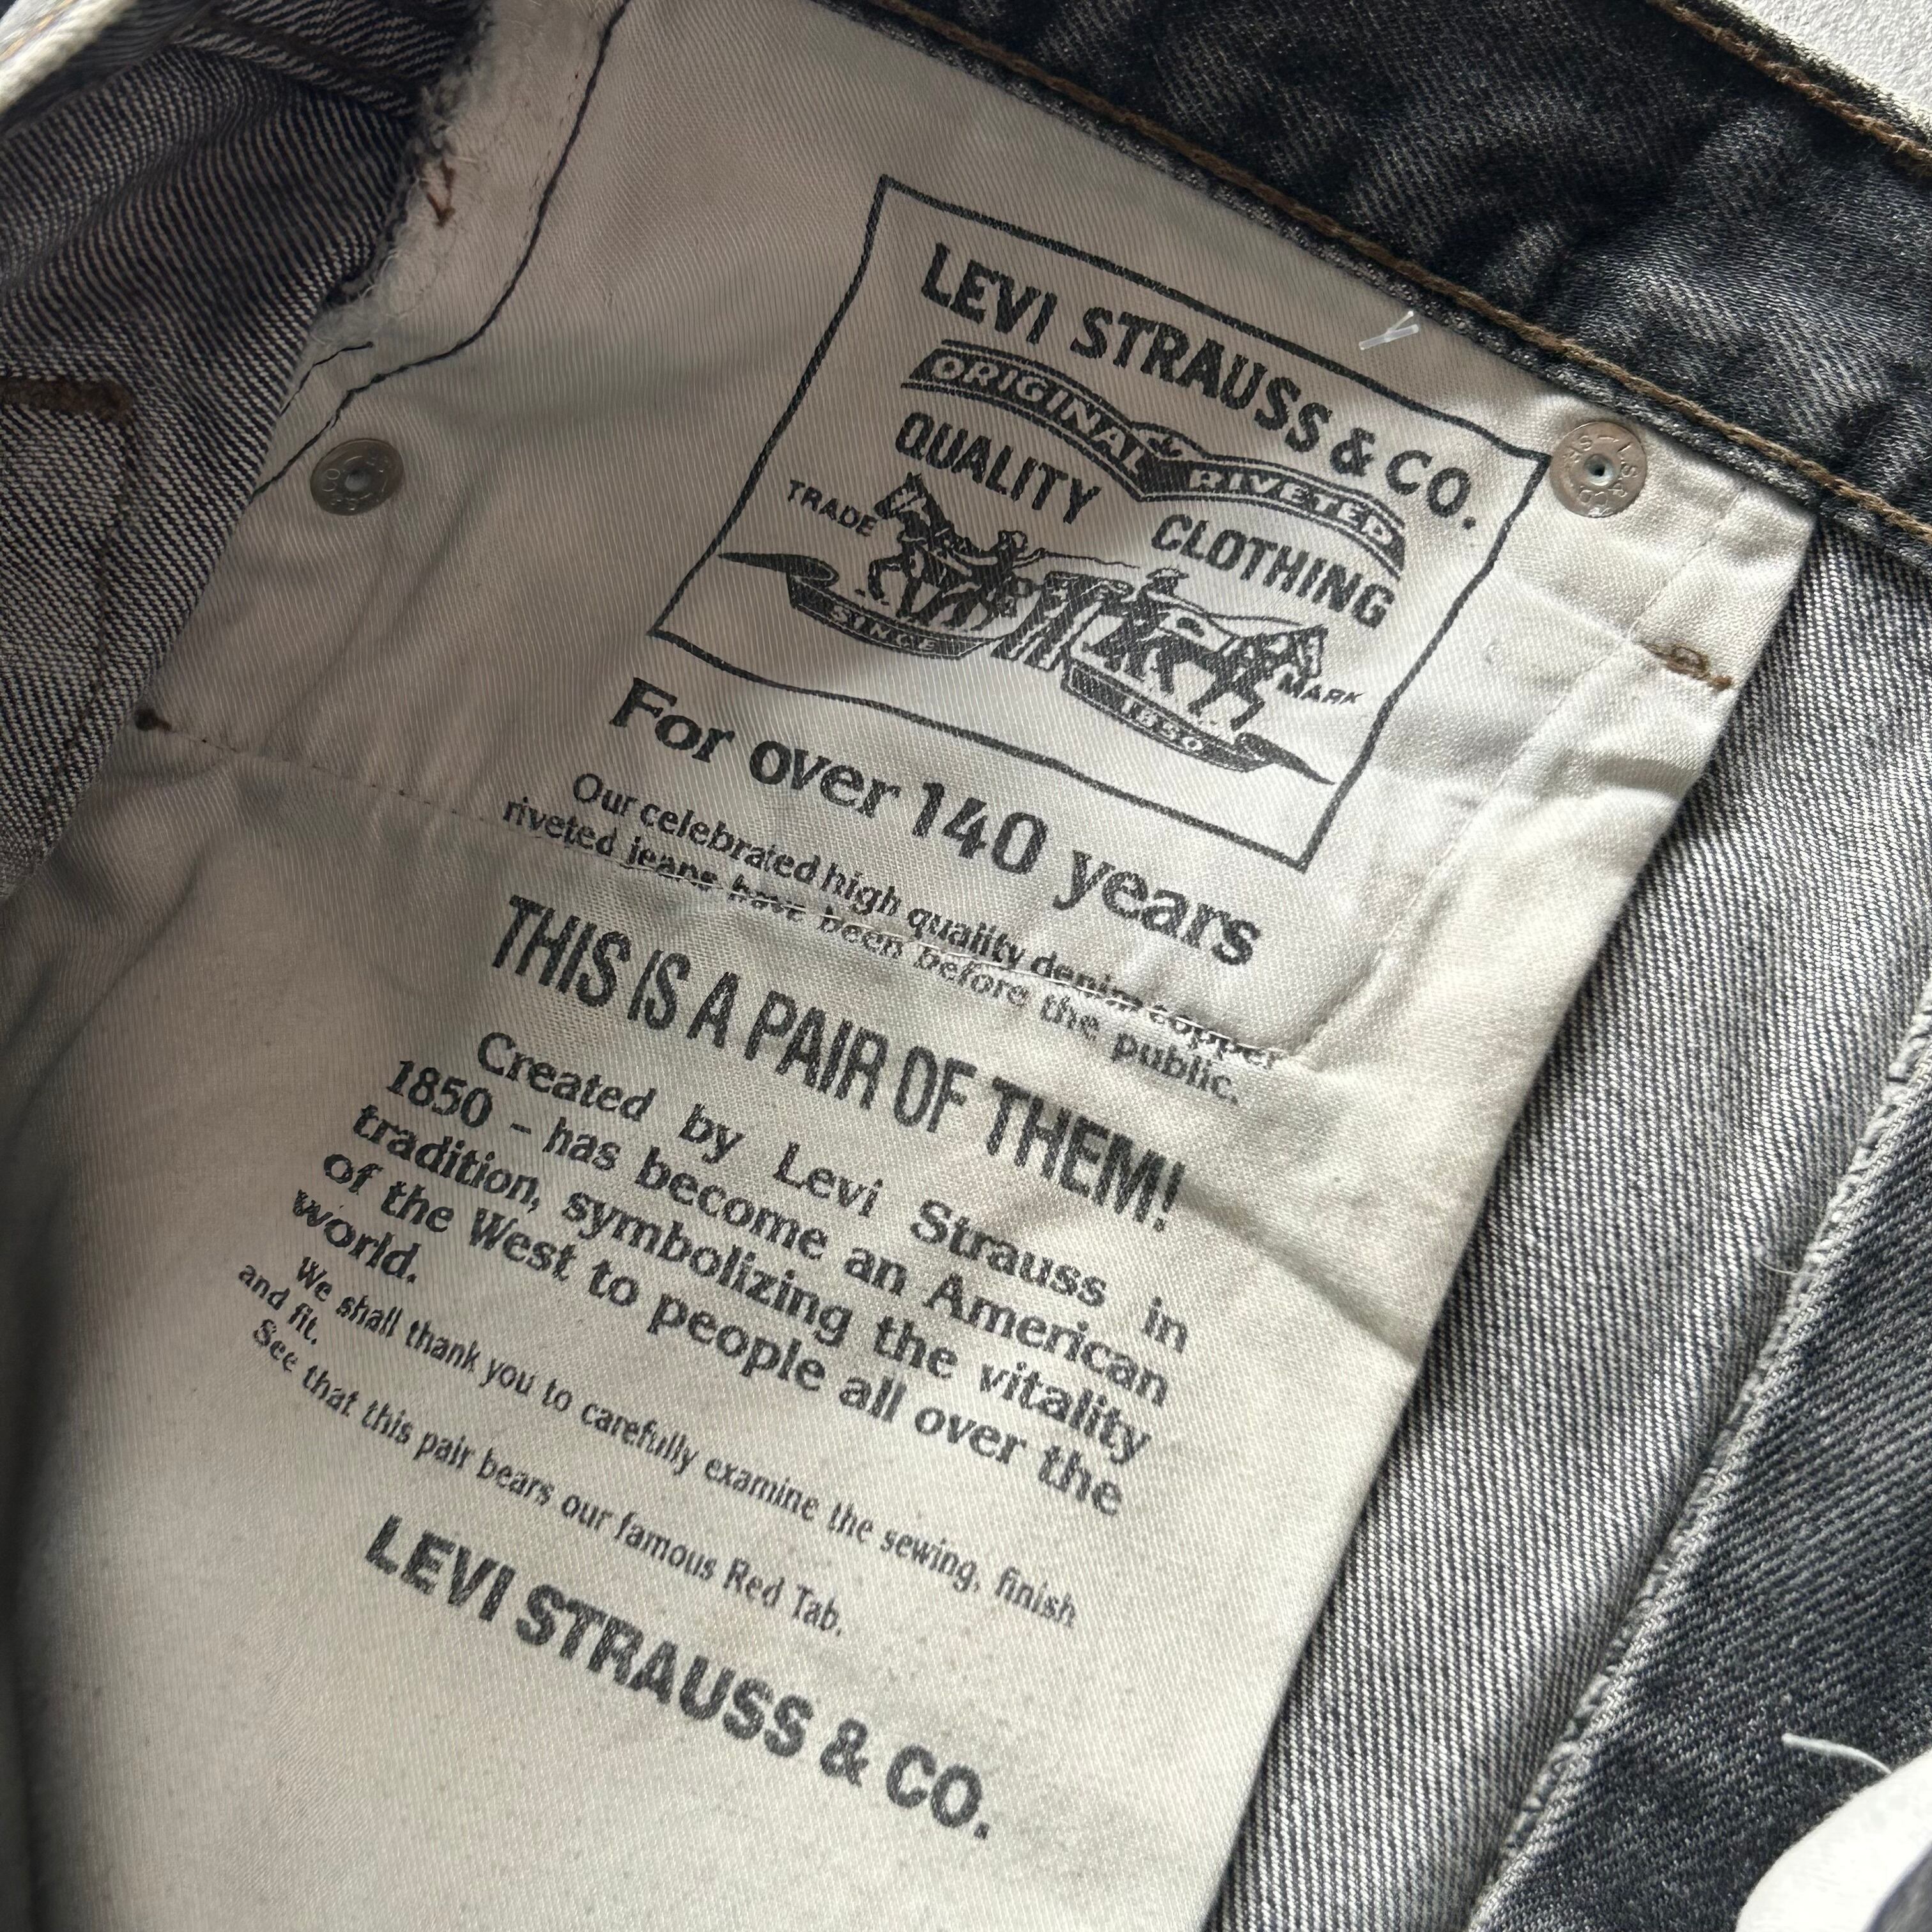 LEVI STRAUSS & CO.
ORIGINAL RIVETED
QUALITY CLOTHING
TRADE MARK
SINCE 1850
For over 140 years
Our celebrated high quality denim copper
riveted jeans have been before the public.
THIS IS A PAIR OF THEM!
Created by Levi Strauss in
1850 – has become an American
tradition, symbolizing the vitality
of the West to people all over the
world.
We shall thank you to carefully examine the sewing, finish
and fit.
See that this pair bears our famous Red Tab.
LEVI STRAUSS & CO.